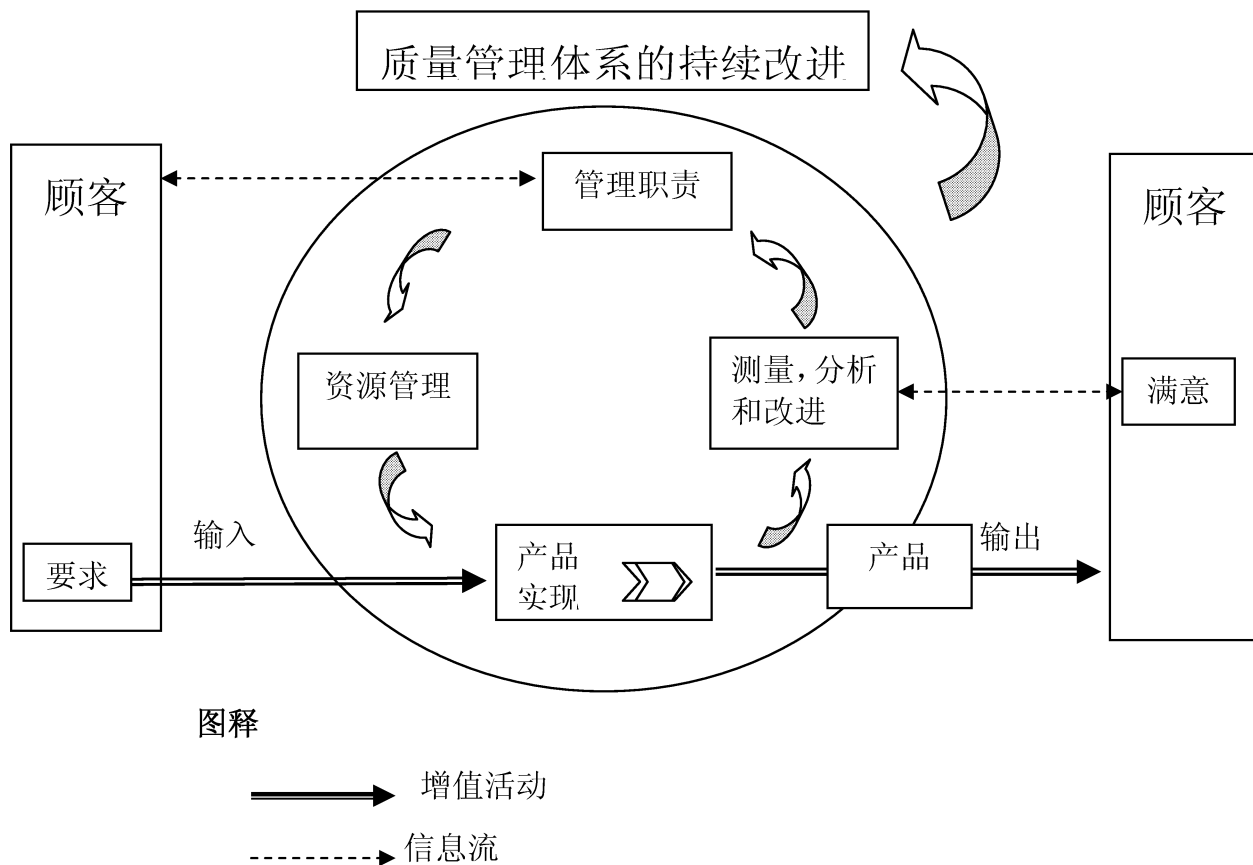 质量管理体系的持续改进
顾客
管理职责
顾客
资源管理
测量，分析
和改进
满意
输入
要求
产品
实现
产品
输出
图释
增值活动
信息流